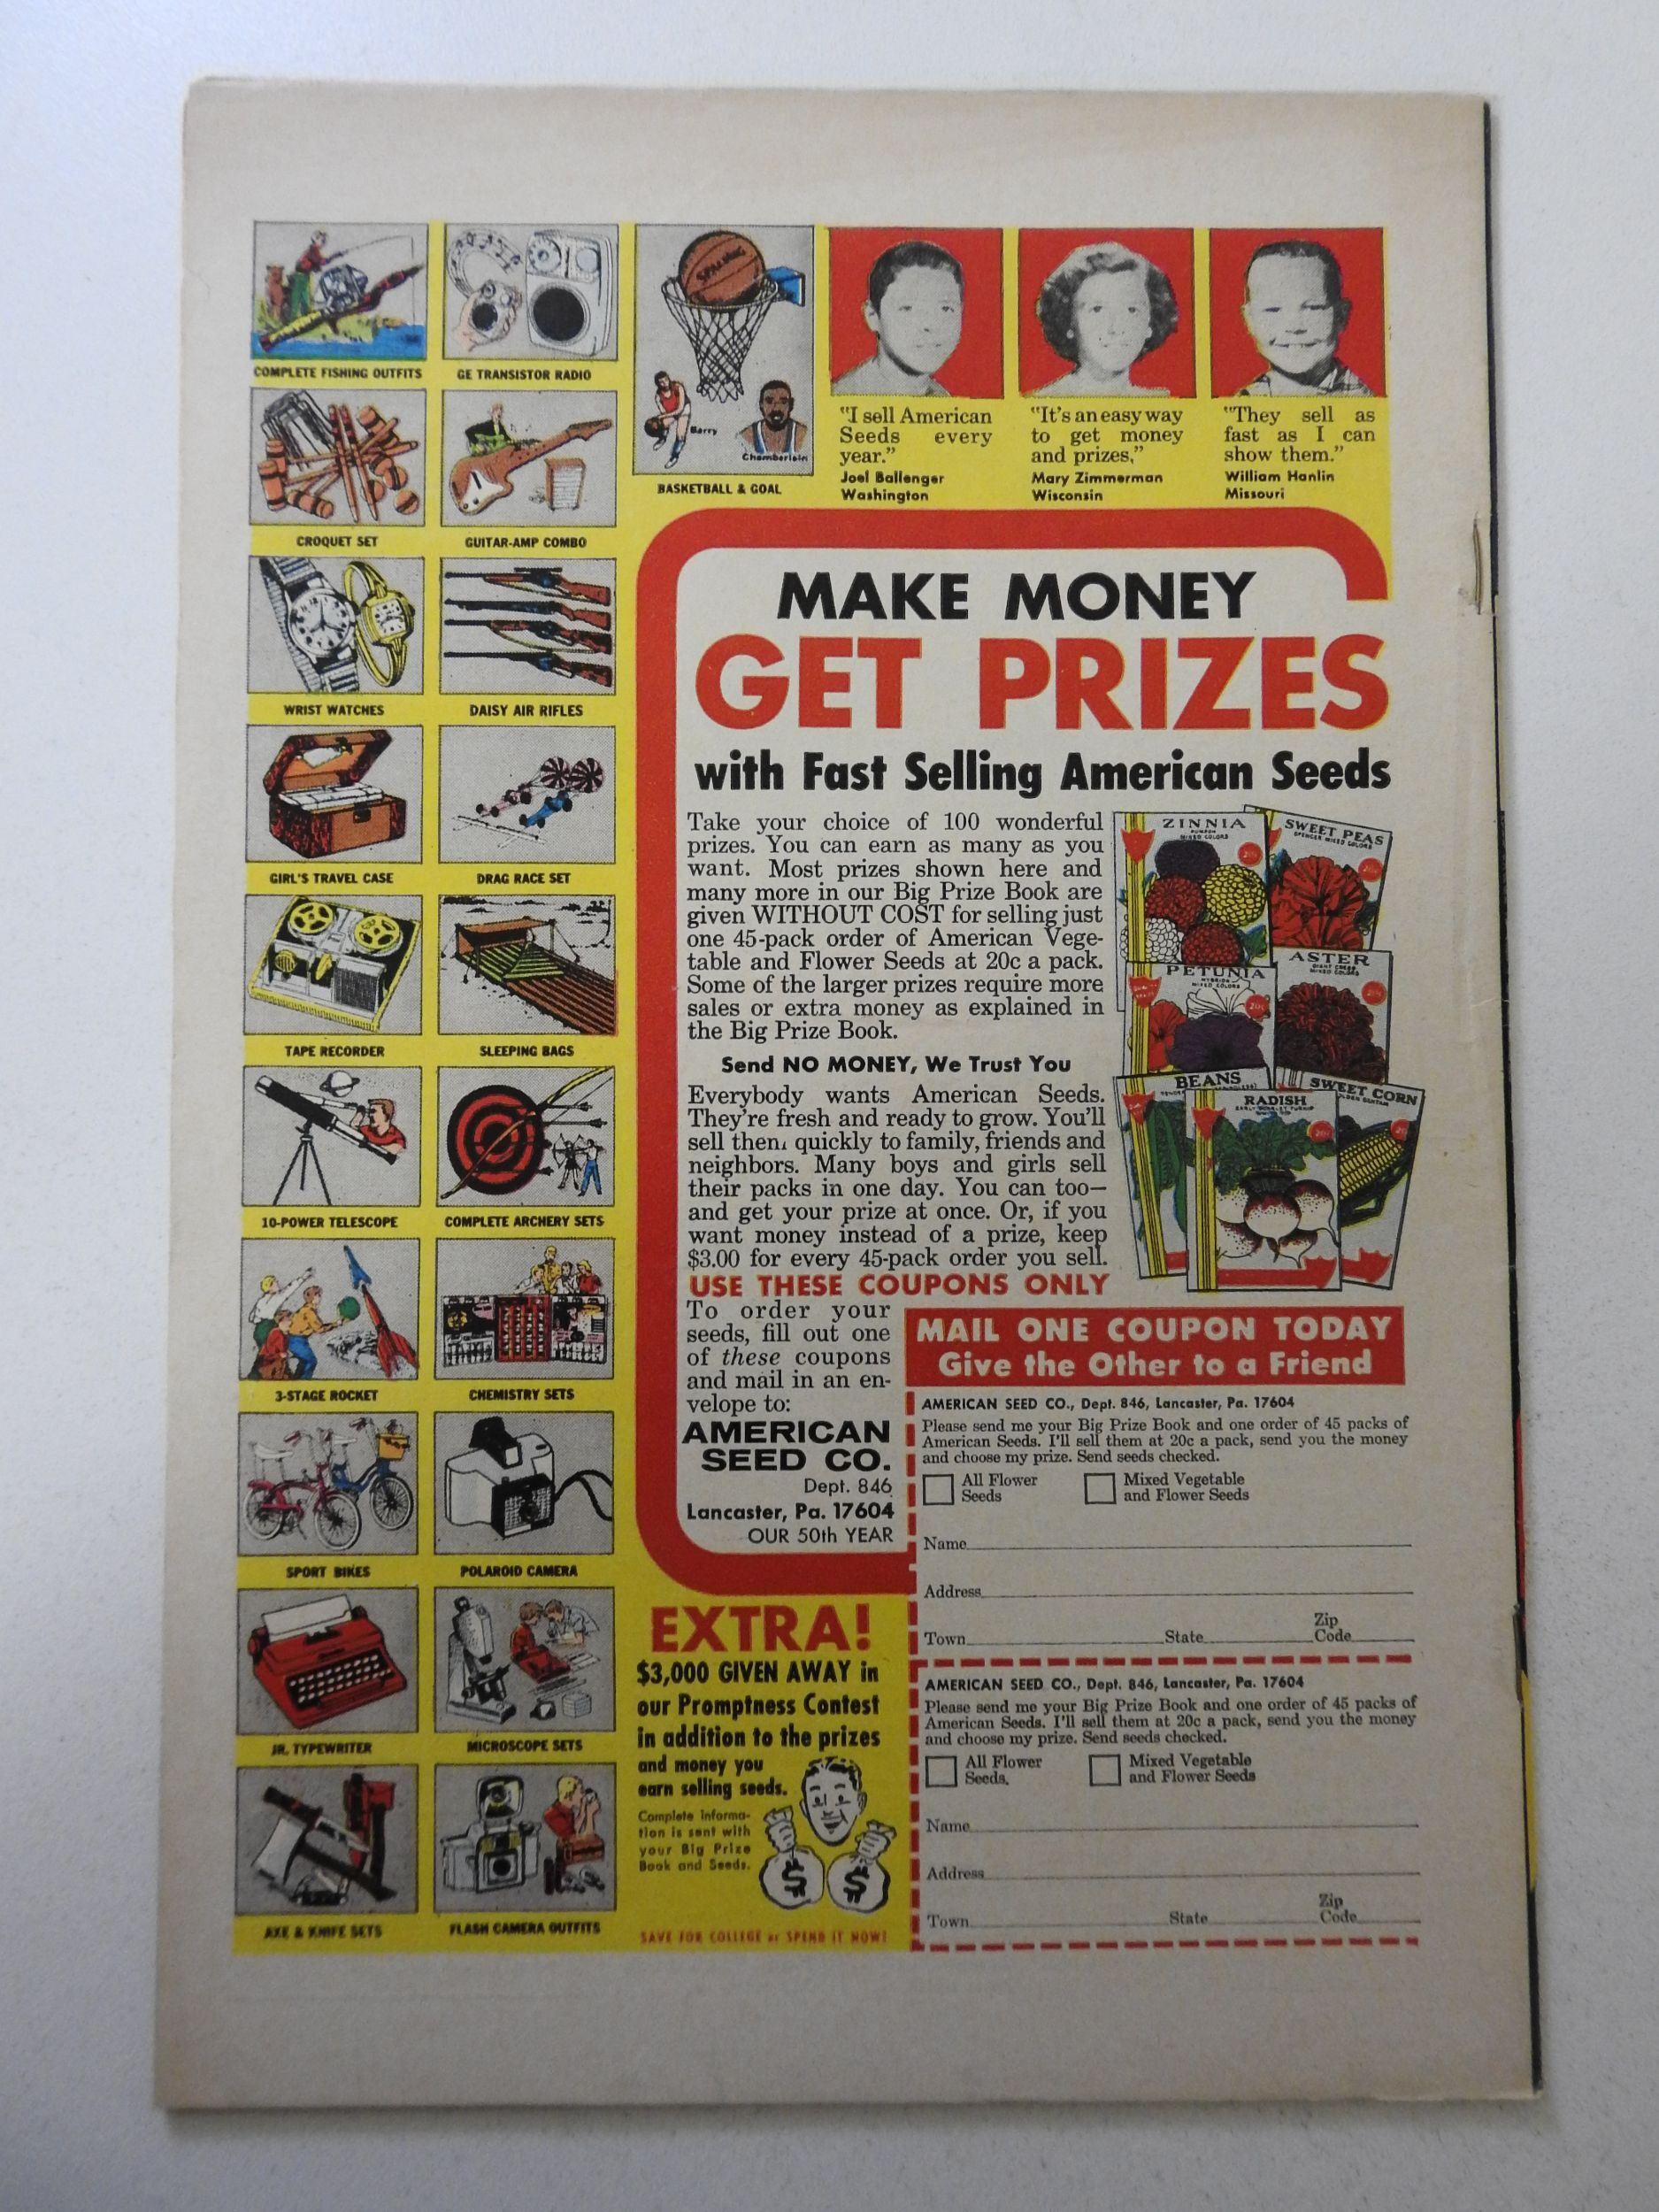 COMPLETE FISHING OUTFITS
GE TRANSISTOR RADIO
SPALDING
Barry
Chamberlain
BASKETBALL & GOAL
"I sell American
Seeds every
year."
Joel Ballenger
Washington
"It's an easy way
to get money
and prizes,"
Mary Zimmerman
Wisconsin
"They sell as
fast as I can
show them."
William Hanlin
Missouri
CROQUET SET
GUITAR-AMP COMBO
WRIST WATCHES
DAISY AIR RIFLES
GIRL'S TRAVEL CASE
DRAG RACE SET
TAPE RECORDER
SLEEPING BAGS
10-POWER TELESCOPE
COMPLETE ARCHERY SETS
3-STAGE ROCKET
CHEMISTRY SETS
SPORT BIKES
POLAROID CAMERA
JR. TYPEWRITER
MICROSCOPE SETS
AXE & KNIFE SETS
FLASH CAMERA OUTFITS
MAKE MONEY
GET PRIZES
with Fast Selling American Seeds
Take your choice of 100 wonderful
prizes. You can earn as many as you
want. Most prizes shown here and
many more in our Big Prize Book are
given WITHOUT COST for selling just
one 45-pack order of American Vege-
table and Flower Seeds at 20c a pack.
Some of the larger prizes require more
sales or extra money as explained in
the Big Prize Book.
Send NO MONEY, We Trust You
Everybody wants American Seeds.
They're fresh and ready to grow. You'll
sell them quickly to family, friends and
neighbors. Many boys and girls sell
their packs in one day. You can too—
and get your prize at once. Or, if you
want money instead of a prize, keep
$3.00 for every 45-pack order you sell.
USE THESE COUPONS ONLY
To order your
seeds, fill out one
of these coupons
and mail in an en-
velope to:
AMERICAN
SEED CO.
Dept. 846
Lancaster, Pa. 17604
OUR 50th YEAR
ZINNIA
MIXED COLORS
20¢
SWEET PEAS
SPENCER MIXED COLORS
20¢
PETUNIA
MIXED COLORS
20¢
ASTER
MIXED COLORS
20¢
BEANS
RADISH
20¢
SWEET CORN
GOLDEN BANTAM
MAIL ONE COUPON TODAY
Give the Other to a Friend
AMERICAN SEED CO., Dept. 846, Lancaster, Pa. 17604
Please send me your Big Prize Book and one order of 45 packs of
American Seeds. I'll sell them at 20c a pack, send you the money
and choose my prize. Send seeds checked.
All Flower
Seeds
Mixed Vegetable
and Flower Seeds
Name
Address
Town State Zip Code
AMERICAN SEED CO., Dept. 846, Lancaster, Pa. 17604
Please send me your Big Prize Book and one order of 45 packs of
American Seeds. I'll sell them at 20c a pack, send you the money
and choose my prize. Send seeds checked.
All Flower
Seeds.
Mixed Vegetable
and Flower Seeds
Name
Address
Town State Zip Code
EXTRA!
$3,000 GIVEN AWAY in
our Promptness Contest
in addition to the prizes
and money you
earn selling seeds.
Complete informa-
tion is sent with
your Big Prize
Book and Seeds.
$ $
SAVE FOR COLLEGE or SPEND IT NOW!